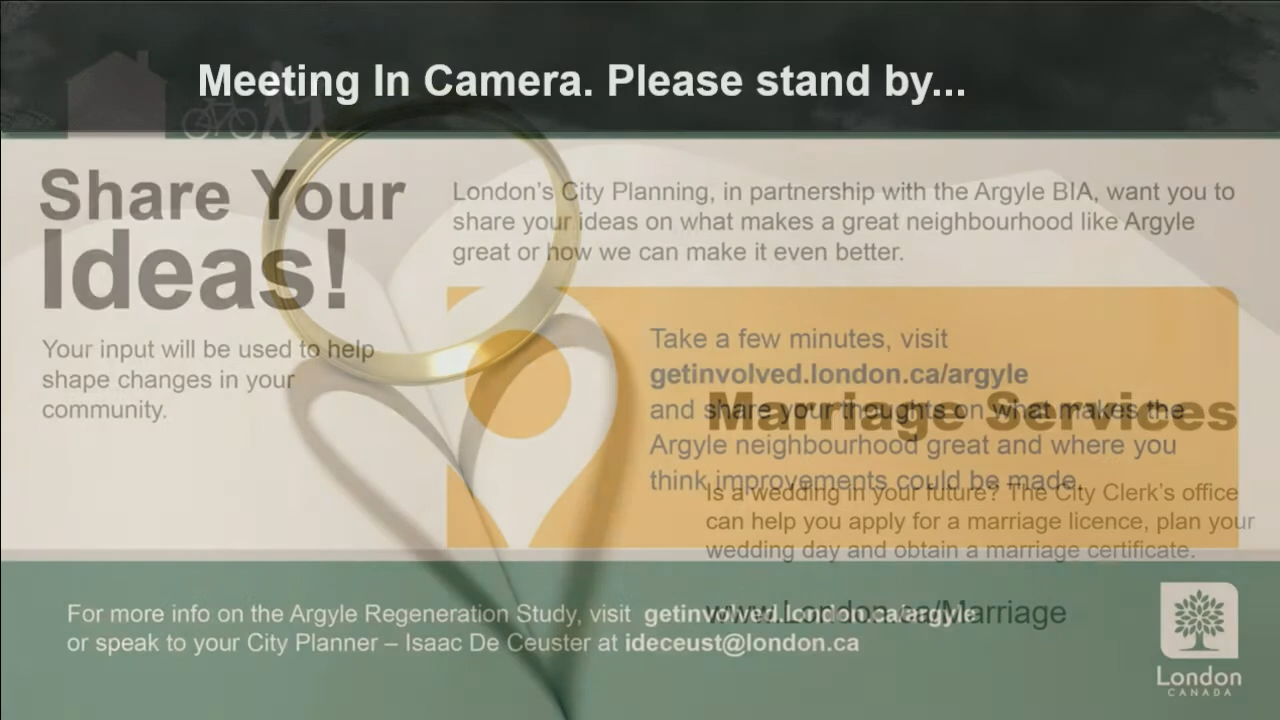 Meeting In Camera. Please stand by...
Share Your
Ideas!
Your input will be used to help
shape changes in your
community.
London's City Planning, in partnership with the Argyle BIA, want you to
share your ideas on what makes a great neighbourhood like Argyle
great or how we can make it even better.
Take a few minutes, visit
getinvolved.london.ca/argyle
and share your thoughts on what makes the
Argyle neighbourhood great and where you
think improvements could be made.
Marriage Services
Is a wedding in your future? The City Clerk's office
can help you apply for a marriage licence, plan your
wedding day and obtain a marriage certificate.
www.London.ca/Marriage
For more info on the Argyle Regeneration Study, visit getinvolved.london.ca/argyle
or speak to your City Planner – Isaac De Ceuster at ideceust@london.ca
London
CANADA